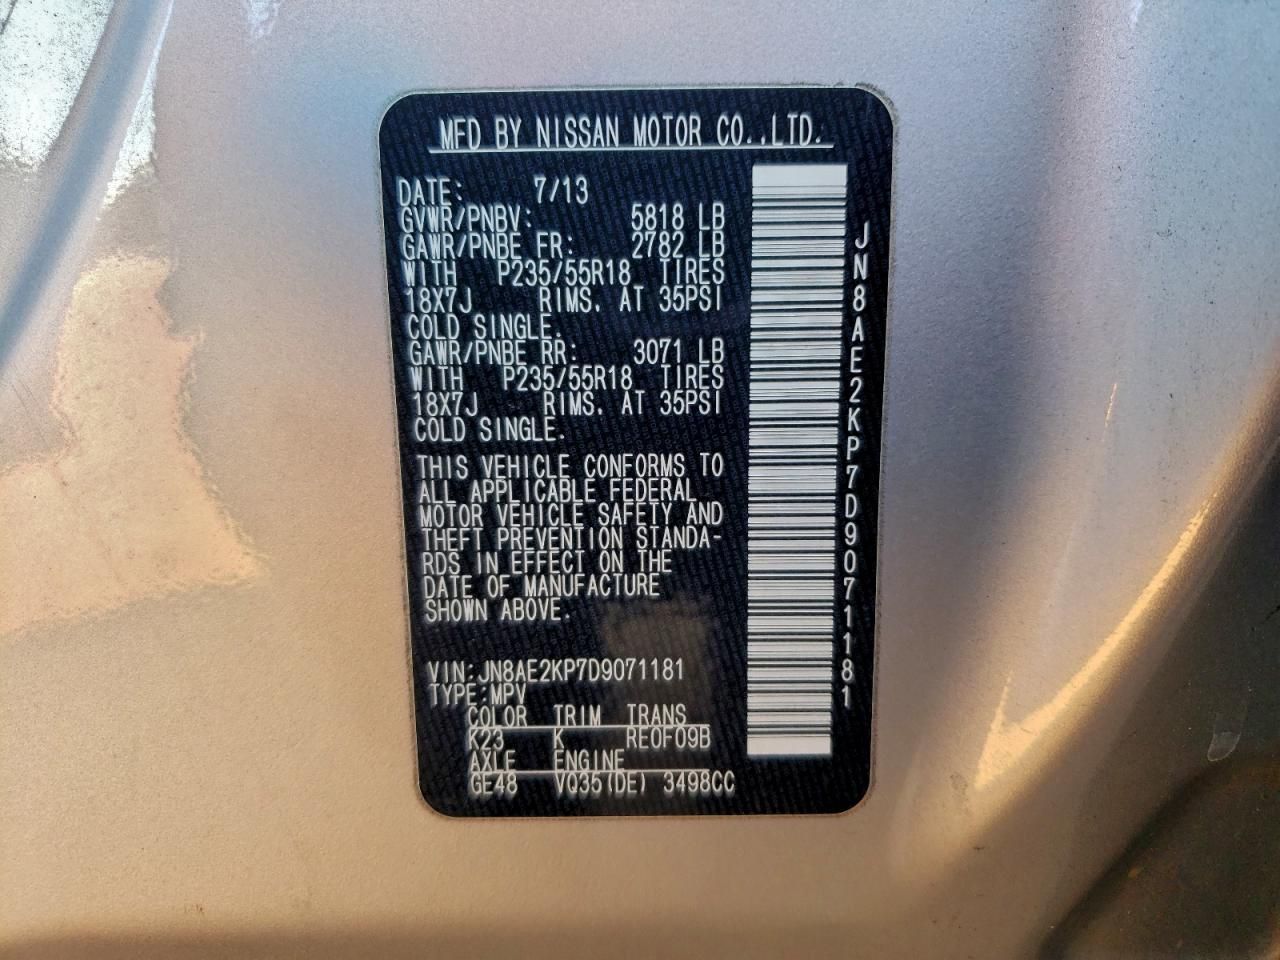 MFD BY NISSAN MOTOR CO.,LTD.
DATE: 7/13
GVWR/PNBV: 5818 LB
GAWR/PNBE FR: 2782 LB
WITH P235/55R18 TIRES
18X7J RIMS. AT 35PSI
COLD SINGLE.
GAWR/PNBE RR: 3071 LB
WITH P235/55R18 TIRES
18X7J RIMS. AT 35PSI
COLD SINGLE.
THIS VEHICLE CONFORMS TO
ALL APPLICABLE FEDERAL
MOTOR VEHICLE SAFETY AND
THEFT PREVENTION STANDA-
RDS IN EFFECT ON THE
DATE OF MANUFACTURE
SHOWN ABOVE.
VIN:JN8AE2KP7D9071181
TYPE:MPV
COLOR TRIM TRANS
K23 K RE0F09B
AXLE ENGINE
GE48 VQ35(DE) 3498CC
JN8AE2KP7D9071181